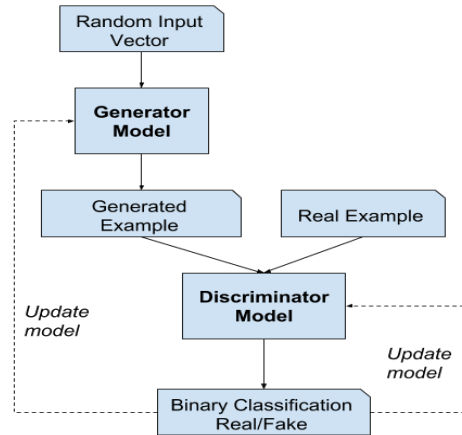 Random Input
Vector
Generator
Model
Generated
Example
Real Example
Discriminator
Model
Update
model
Update
model
Binary Classification
Real/Fake